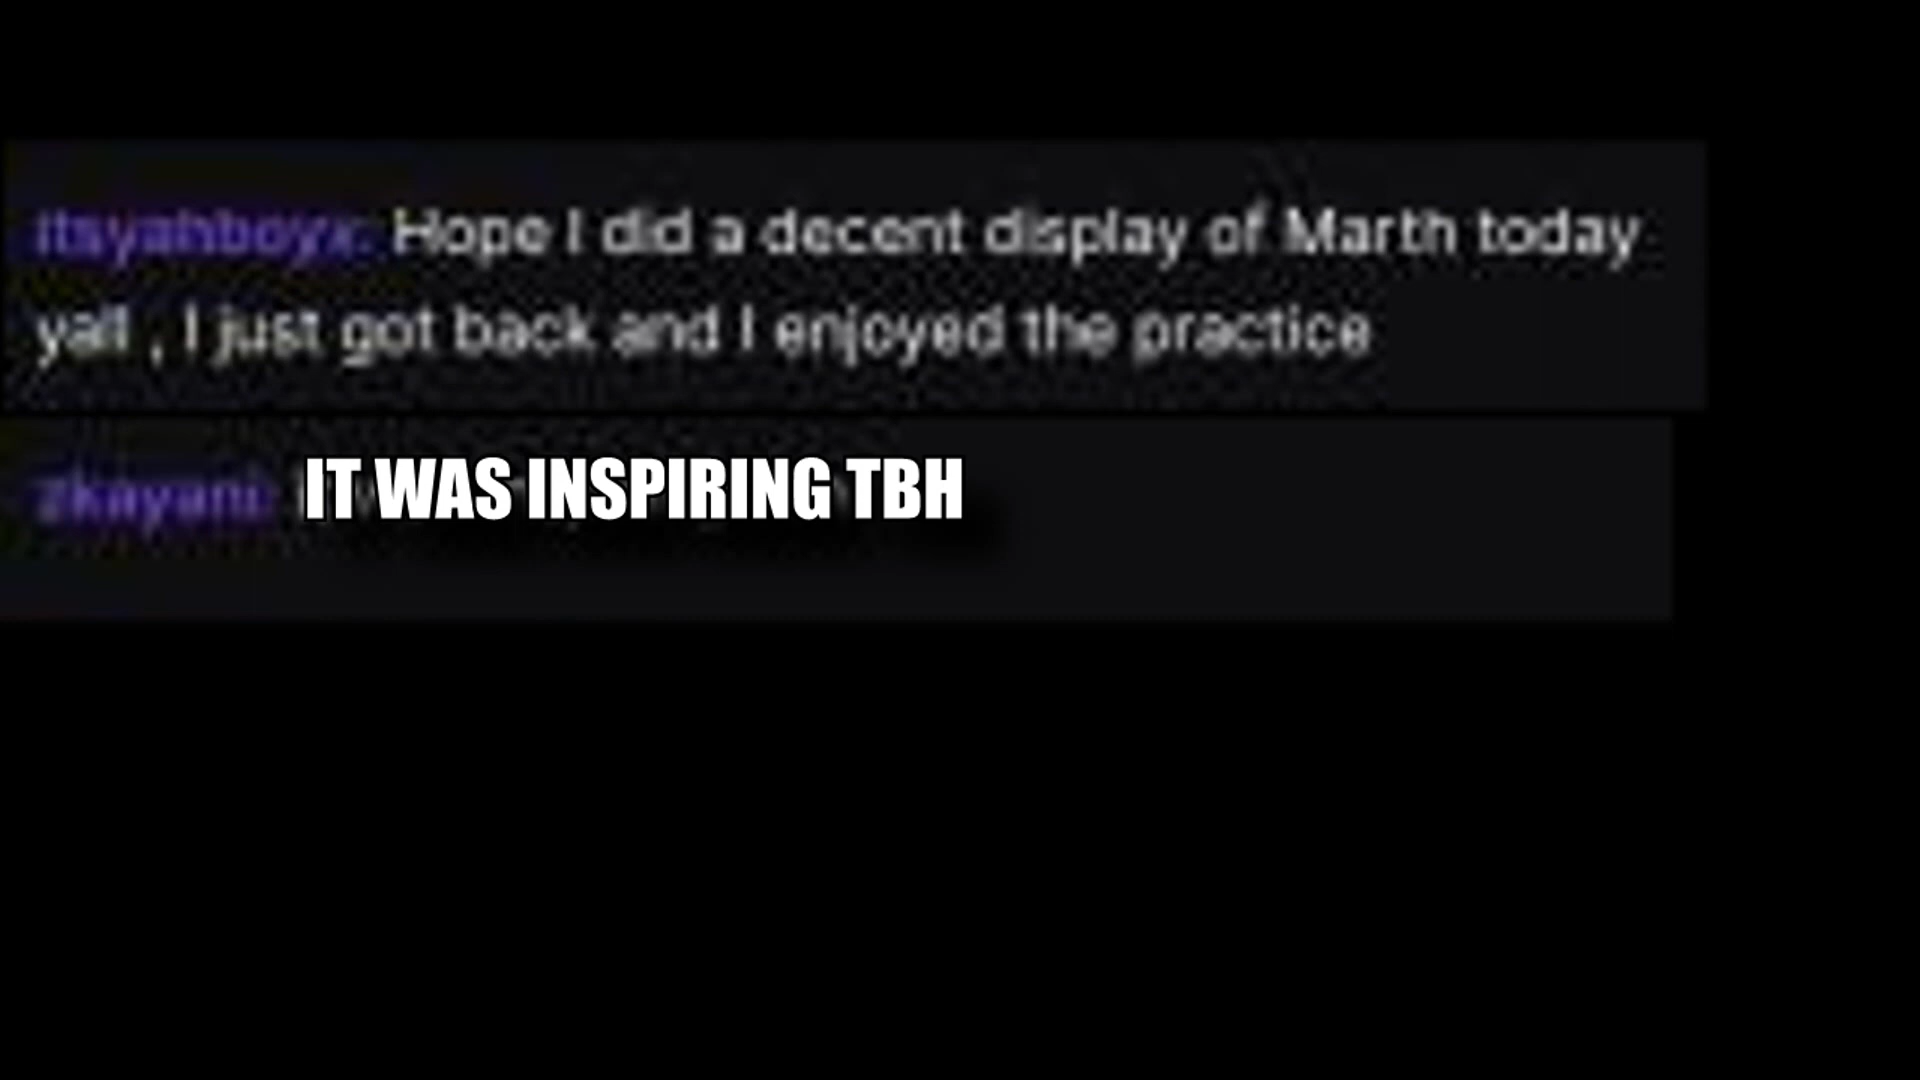 itsyahboyx: Hope I did a decent display of Marth today
yall , I just got back and I enjoyed the practice
zkayani: IT WAS INSPIRING TBH